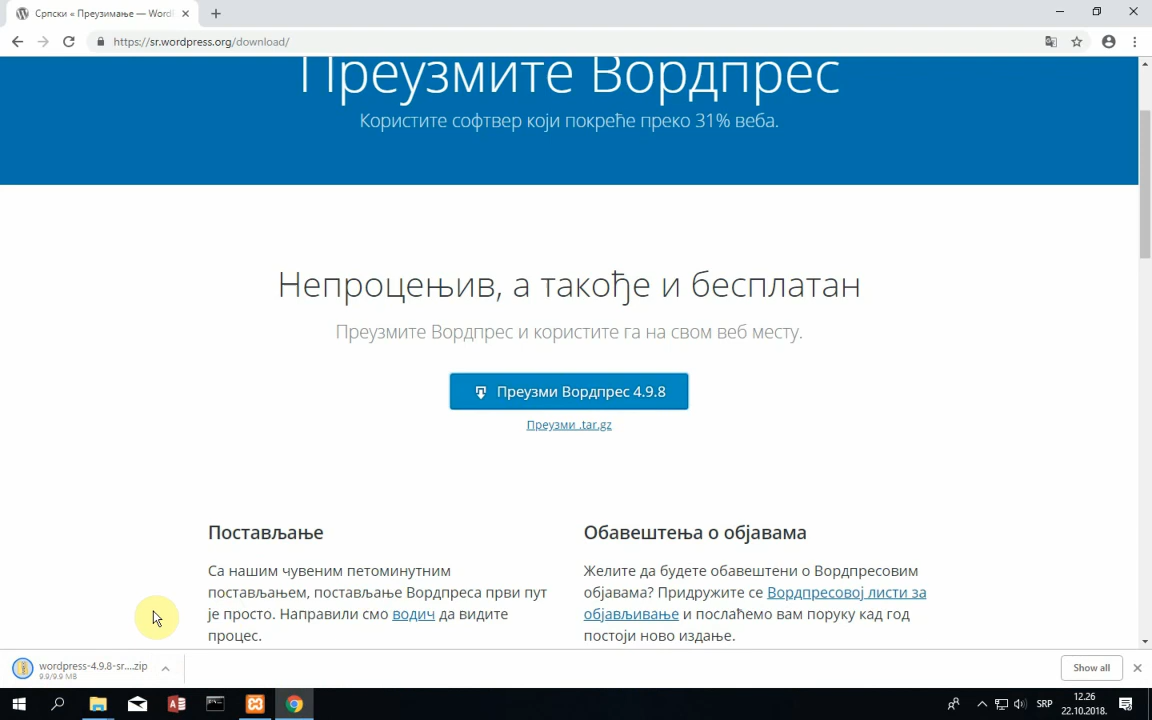 Српски « Преузимање — Word
https://sr.wordpress.org/download/
Преузмите Вордпрес
Користите софтвер који покреће преко 31% веба.
Непроцењив, а такође и бесплатан
Преузмите Вордпрес и користите га на свом веб месту.
Преузми Вордпрес 4.9.8
Преузми .tar.gz
Постављање
Са нашим чувеним петоминутним
постављањем, постављање Вордпреса први пут
је просто. Направили смо водич да видите
процес.
Обавештења о објавама
Желите да будете обавештени о Вордпресовим
објавама? Придружите се Вордпресовој листи за
објављивање и послаћемо вам поруку кад год
постоји ново издање.
wordpress-4.9.8-sr....zip
9.9/9.9 MB
Show all
SRP
12.26
22.10.2018.